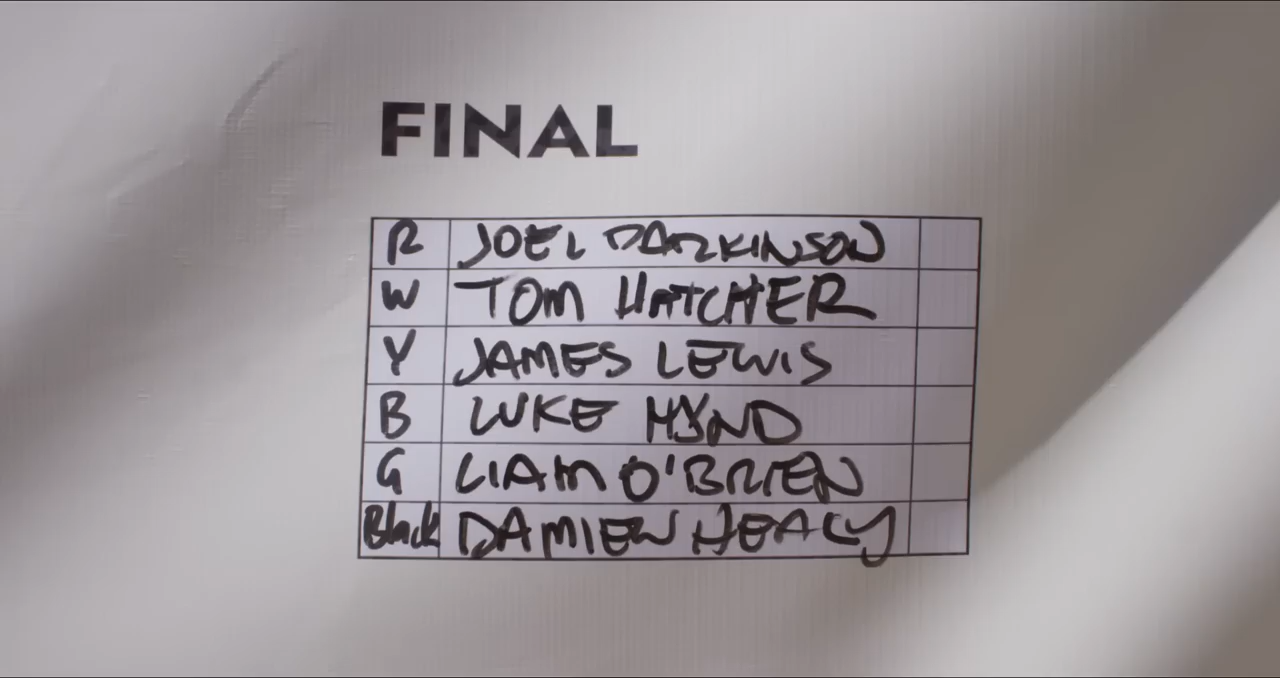 FINAL
R JOEL PARKINSON
W TOM HATCHER
Y JAMES LEWIS
B LUKE HYND
G LIAM O'BRIEN
Black DAMIEN HEALY